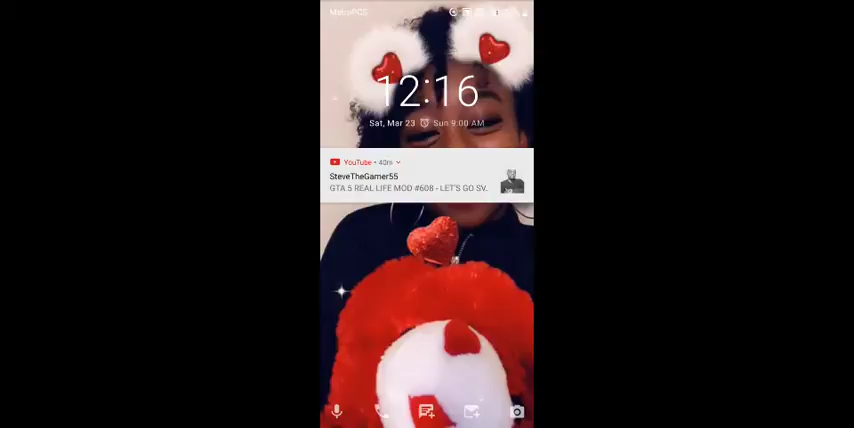 MetroPCS
12:16
Sat, Mar 23 Sun 9:00 AM
YouTube • 40m
SteveTheGamer55
GTA 5 REAL LIFE MOD #608 - LET'S GO SV.